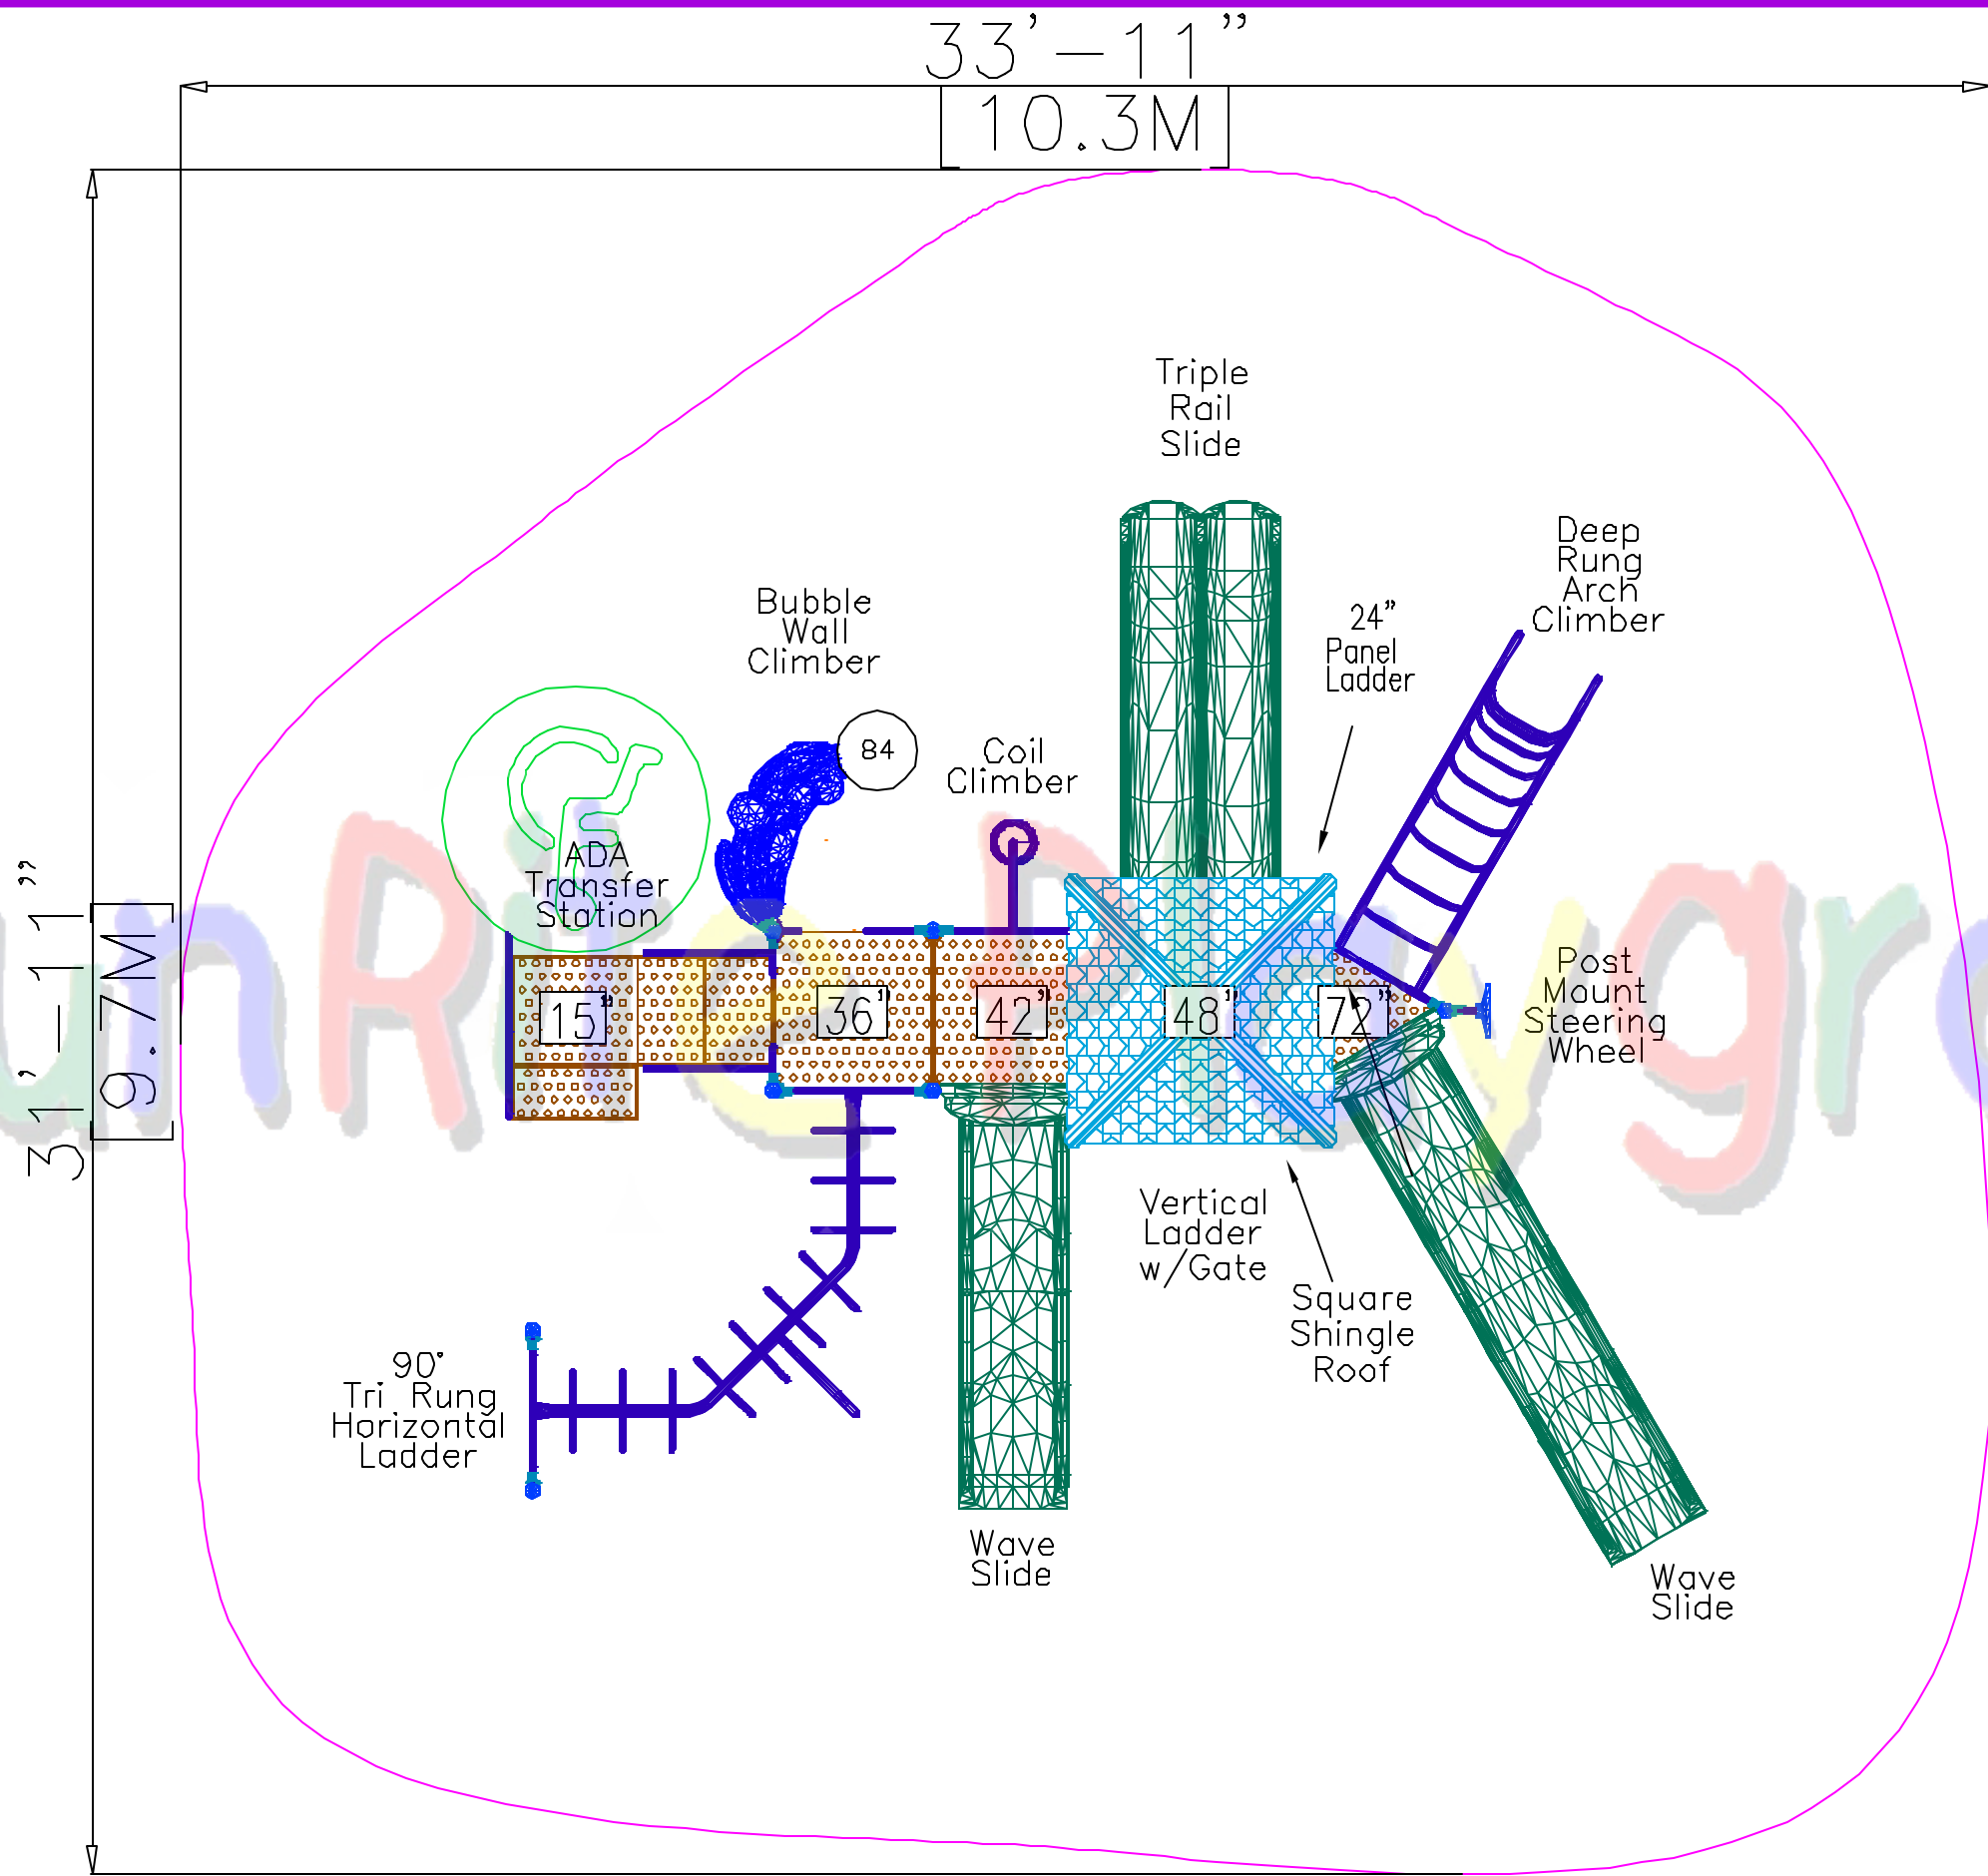 33'-11"
10.3M
31'-11"
9.7M
Triple
Rail
Slide
Deep
Rung
Arch
Climber
24"
Panel
Ladder
Bubble
Wall
Climber
84
Coil
Climber
ADA
Transfer
Station
15"
36"
42"
48"
72"
Post
Mount
Steering
Wheel
Vertical
Ladder
w/Gate
Square
Shingle
Roof
90°
Tri Rung
Horizontal
Ladder
Wave
Slide
Wave
Slide
unRite Playgro